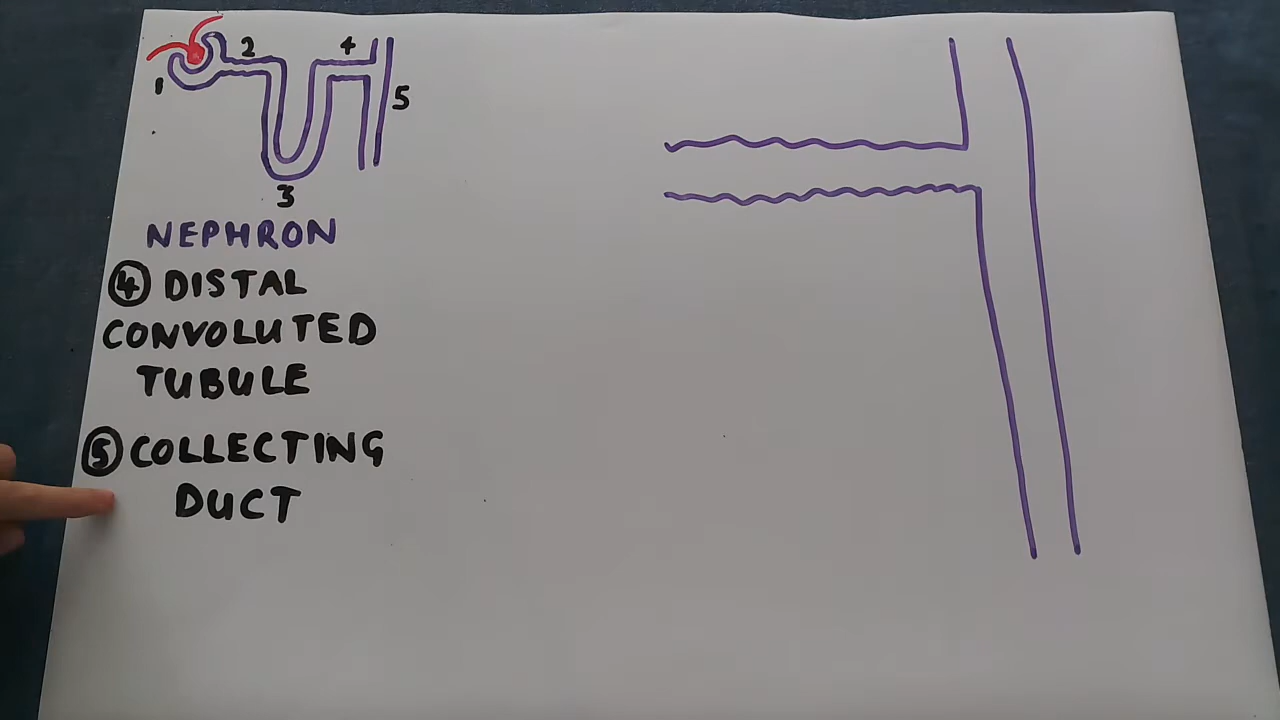 2
4
1
5
3
NEPHRON
④ DISTAL
CONVOLUTED
TUBULE
⑤ COLLECTING
DUCT